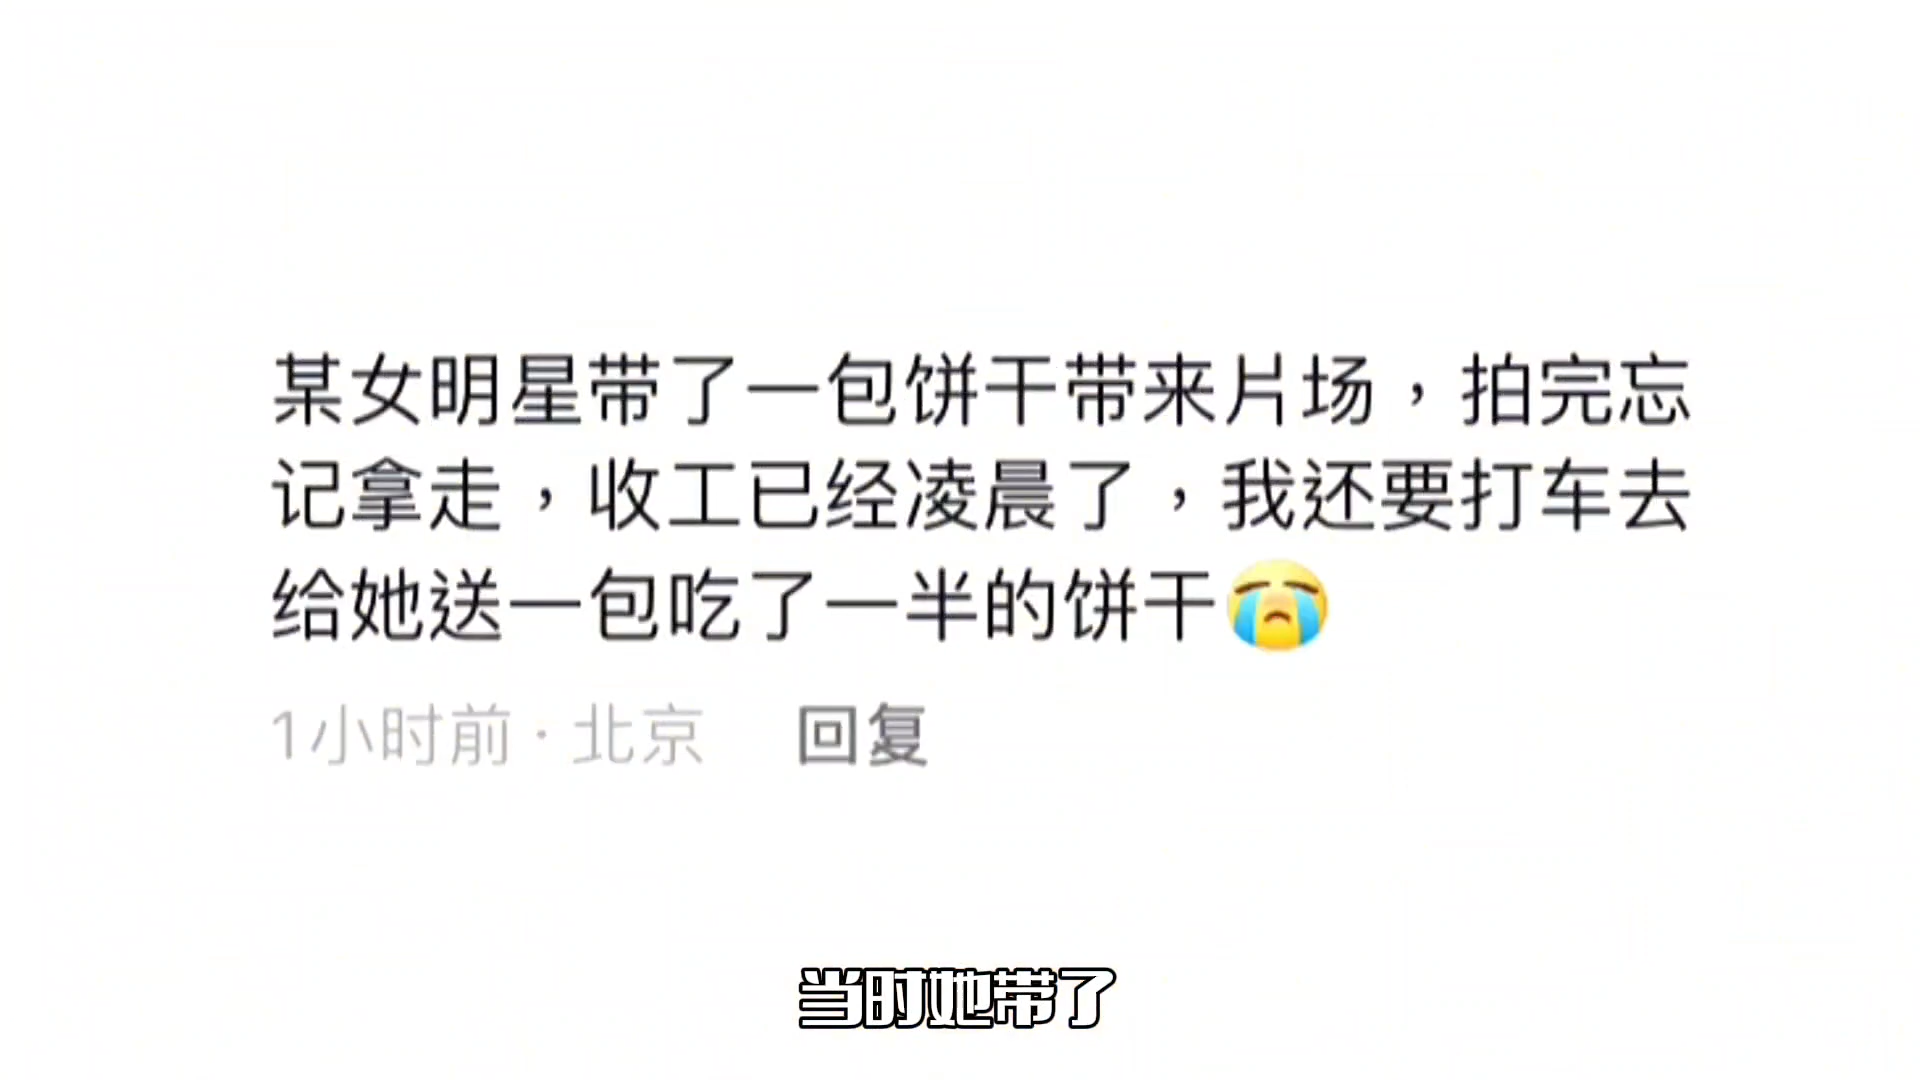 某女明星带了一包饼干带来片场，拍完忘
记拿走，收工已经凌晨了，我还要打车去
给她送一包吃了一半的饼干😭
1小时前·北京 回复
当时她带了